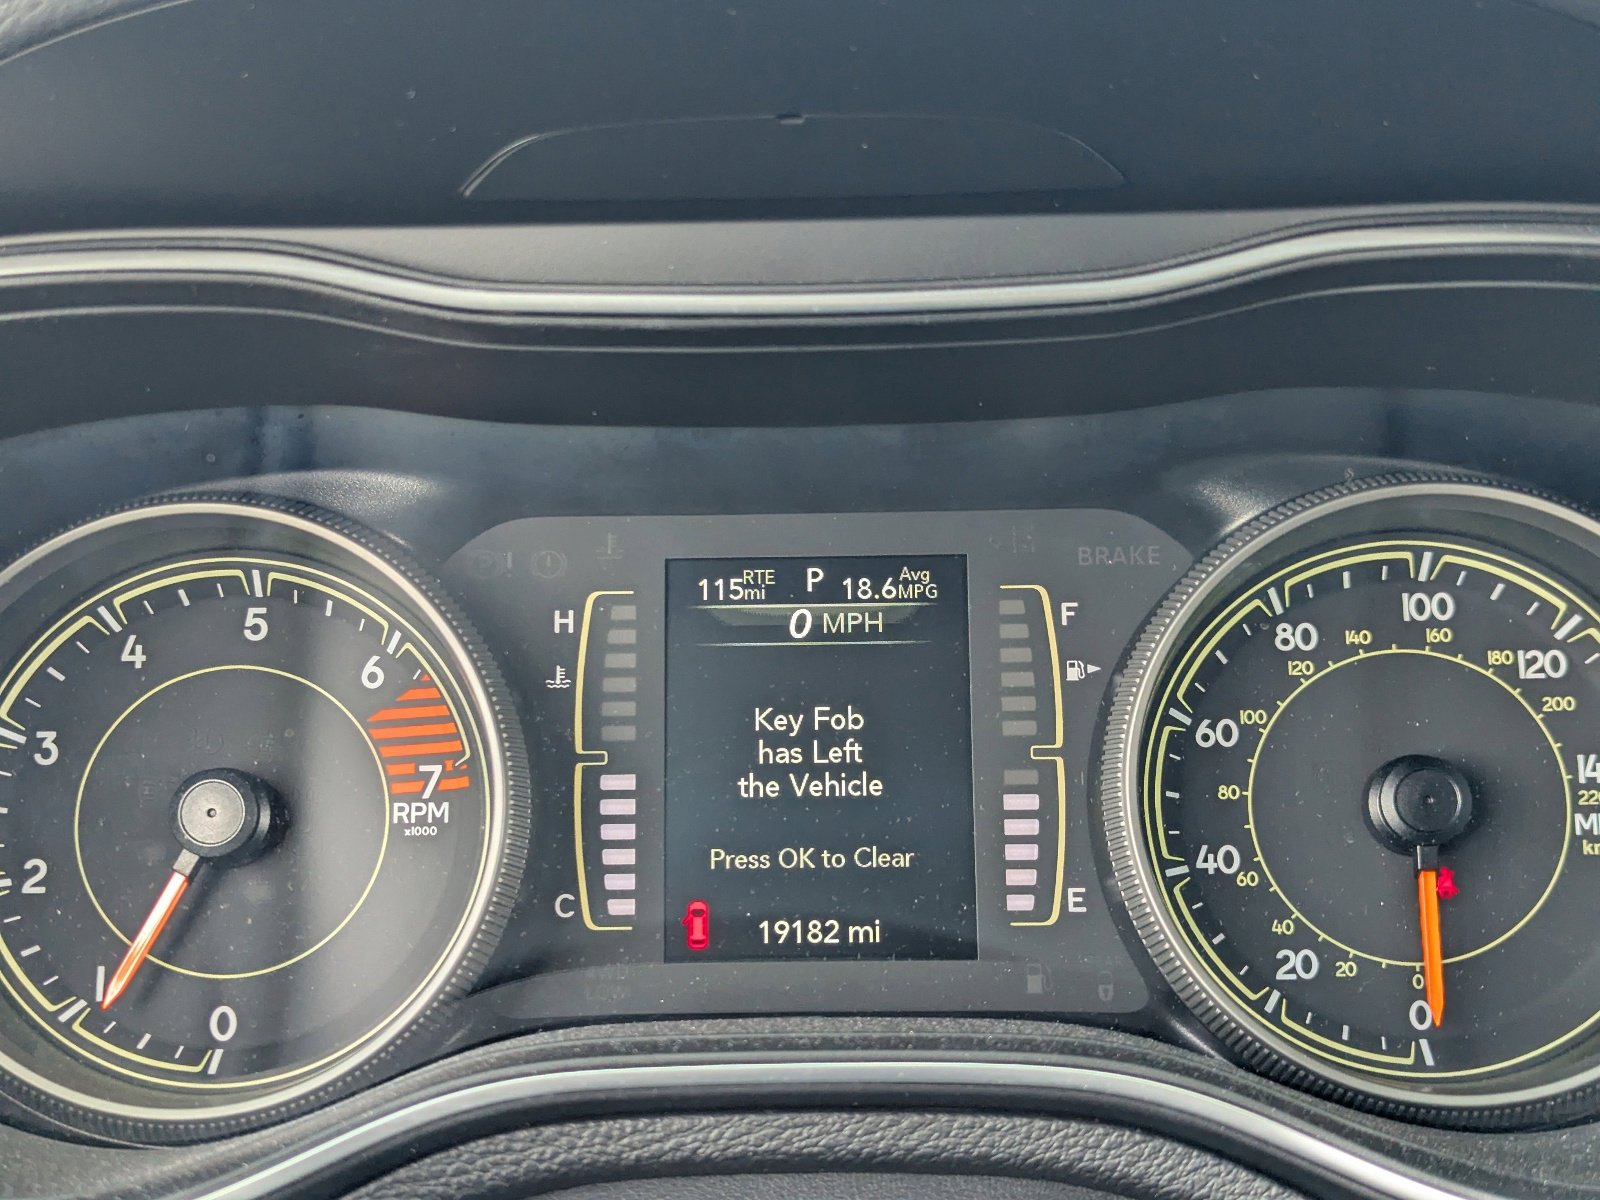 115 RTE mi P 18.6 Avg MPG
0 MPH
Key Fob
has Left
the Vehicle
Press OK to Clear
19182 mi
H
C
F
E
BRAKE
0
1
2
3
4
5
6
7
RPM
x1000
0
20
40
60
80
100
120
0
20
40
60
80
100
120
140
160
180
200